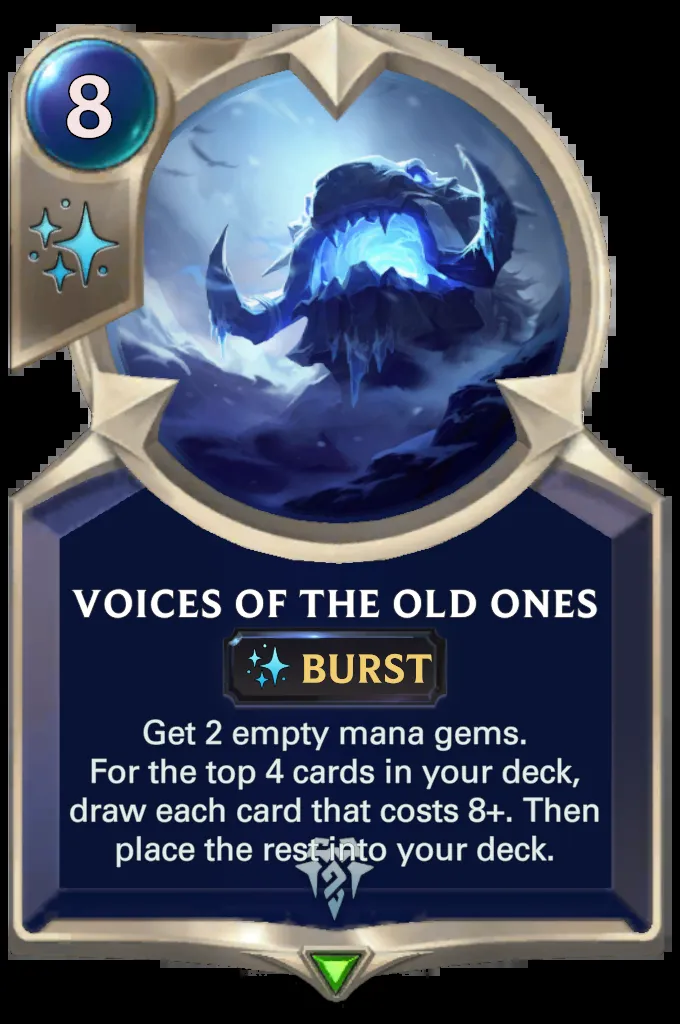 8
VOICES OF THE OLD ONES
BURST
Get 2 empty mana gems.
For the top 4 cards in your deck,
draw each card that costs 8+. Then
place the rest into your deck.